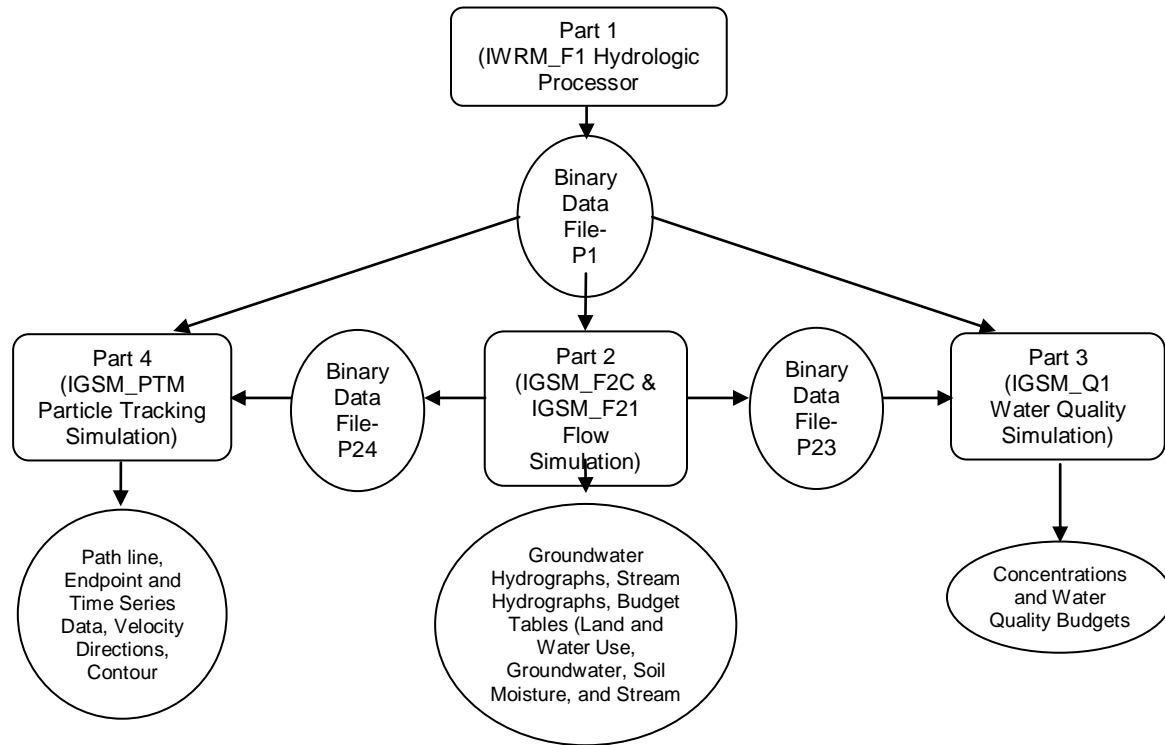 Part 1
(IWRM_F1 Hydrologic
Processor
Binary
Data
File-
P1
Part 4
(IGSM_PTM
Particle Tracking
Simulation)
Binary
Data
File-
P24
Part 2
(IGSM_F2C &
IGSM_F21
Flow
Simulation)
Binary
Data
File-
P23
Part 3
(IGSM_Q1
Water Quality
Simulation)
Path line,
Endpoint and
Time Series
Data, Velocity
Directions,
Contour
Groundwater
Hydrographs, Stream
Hydrographs, Budget
Tables (Land and
Water Use,
Groundwater, Soil
Moisture, and Stream
Concentrations
and Water
Quality Budgets